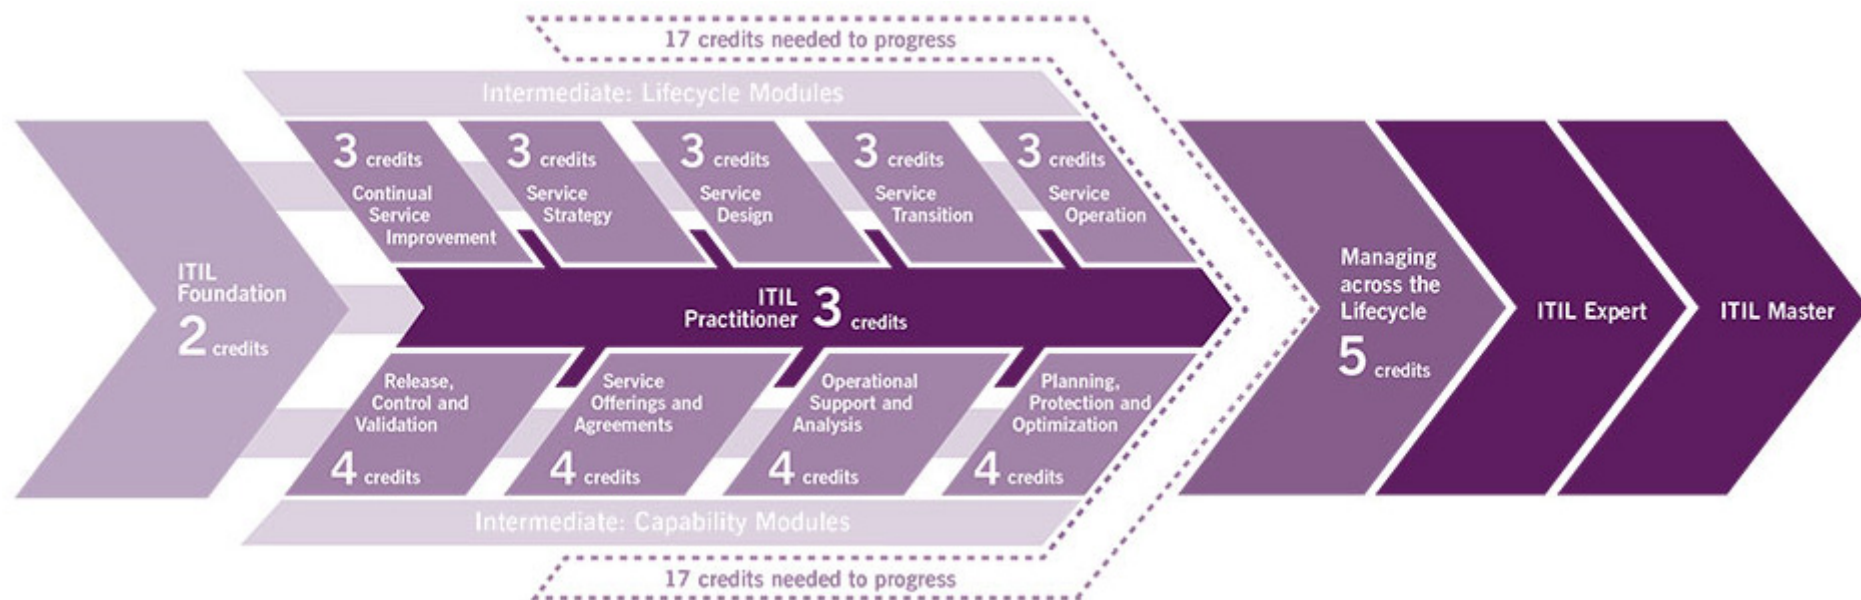 17 credits needed to progress
Intermediate: Lifecycle Modules
ITIL
Foundation
2 credits
3 credits
Continual
Service
Improvement
3 credits
Service
Strategy
3 credits
Service
Design
3 credits
Service
Transition
3 credits
Service
Operation
ITIL
Practitioner 3 credits
Release,
Control and
Validation
4 credits
Service
Offerings and
Agreements
4 credits
Operational
Support and
Analysis
4 credits
Planning,
Protection and
Optimization
4 credits
Intermediate: Capability Modules
17 credits needed to progress
Managing
across the
Lifecycle
5 credits
ITIL Expert
ITIL Master